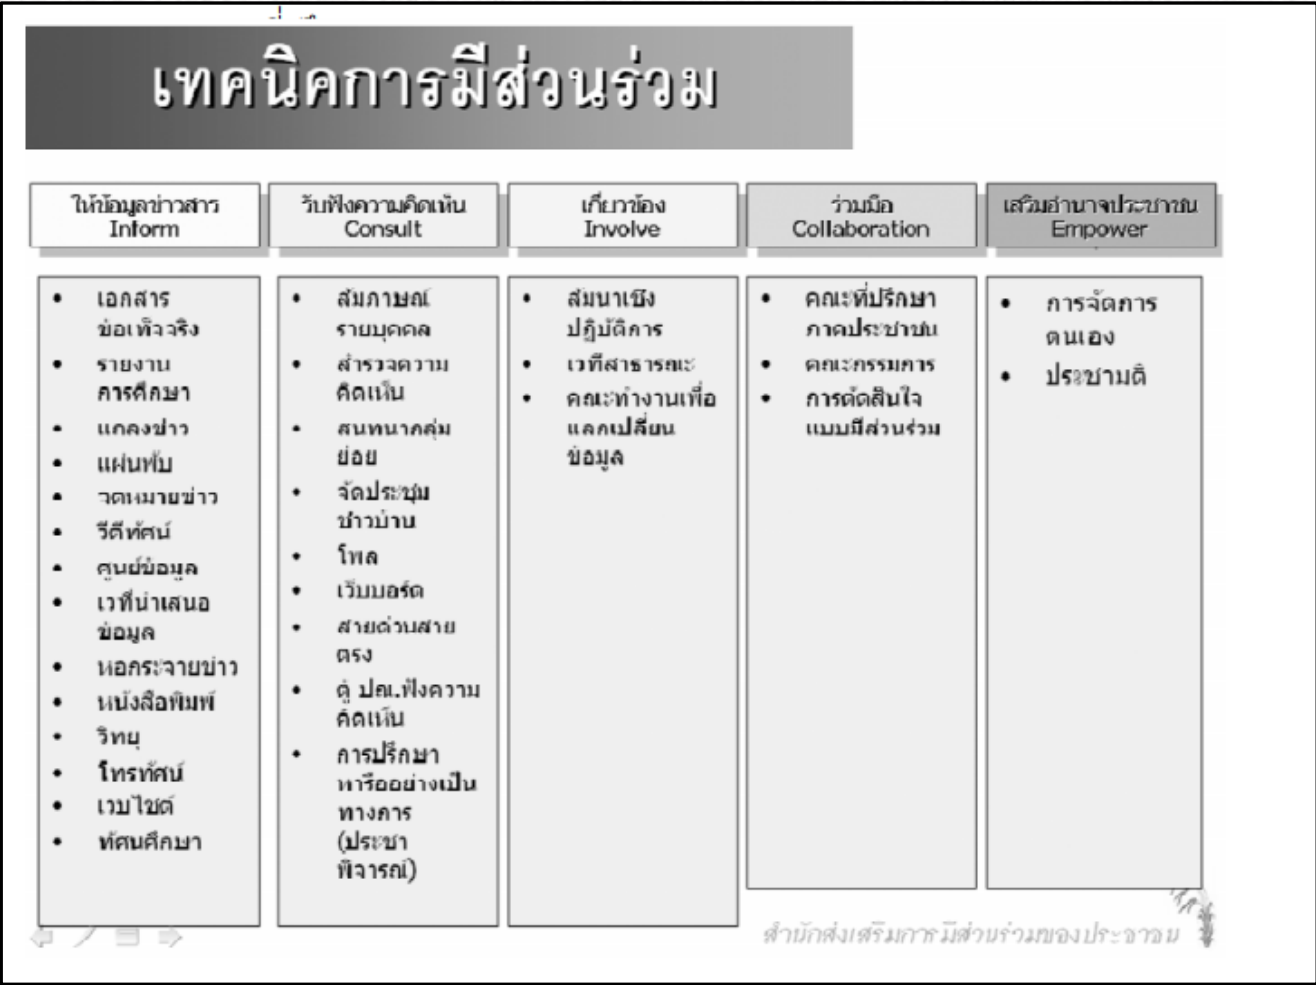 เทคนิคการมีส่วนร่วม
ให้ข้อมูลข่าวสาร
Inform
รับฟังความคิดเห็น
Consult
เกี่ยวข้อง
Involve
ร่วมมือ
Collaboration
เสริมอำนาจประชาชน
Empower
• เอกสาร
ข้อเท็จจริง
• รายงาน
การศึกษา
• แถลงข่าว
• แผ่นพับ
• จดหมายข่าว
• วีดีทัศน์
• ศูนย์ข้อมูล
• เวทีนำเสนอ
ข้อมูล
• หอกระจายข่าว
• หนังสือพิมพ์
• วิทยุ
• โทรทัศน์
• เวบไซต์
• ทัศนศึกษา
• สัมภาษณ์
รายบุคคล
• สำรวจความ
คิดเห็น
• สนทนากลุ่ม
ย่อย
• จัดประชุม
ชาวบ้าน
• โพล
• เว็บบอร์ด
• สายด่วนสาย
ตรง
• ตู้ ปณ.ฟังความ
คิดเห็น
• การปรึกษา
หารืออย่างเป็น
ทางการ
(ประชา
พิจารณ์)
• สัมนาเชิง
ปฏิบัติการ
• เวทีสาธารณะ
• คณะทำงานเพื่อ
แลกเปลี่ยน
ข้อมูล
• คณะที่ปรึกษา
ภาคประชาชน
• คณะกรรมการ
• การตัดสินใจ
แบบมีส่วนร่วม
• การจัดการ
ตนเอง
• ประชามติ
สำนักส่งเสริมการมีส่วนร่วมของประชาชน